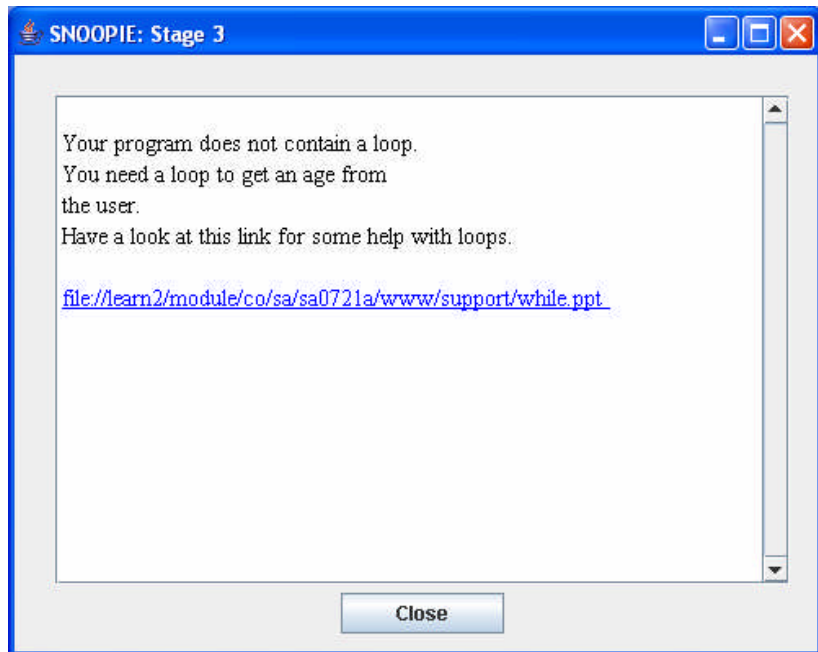 SNOOPIE: Stage 3
Your program does not contain a loop.
You need a loop to get an age from
the user.
Have a look at this link for some help with loops.
file://learn2/module/co/sa/sa0721a/www/support/while.ppt
Close